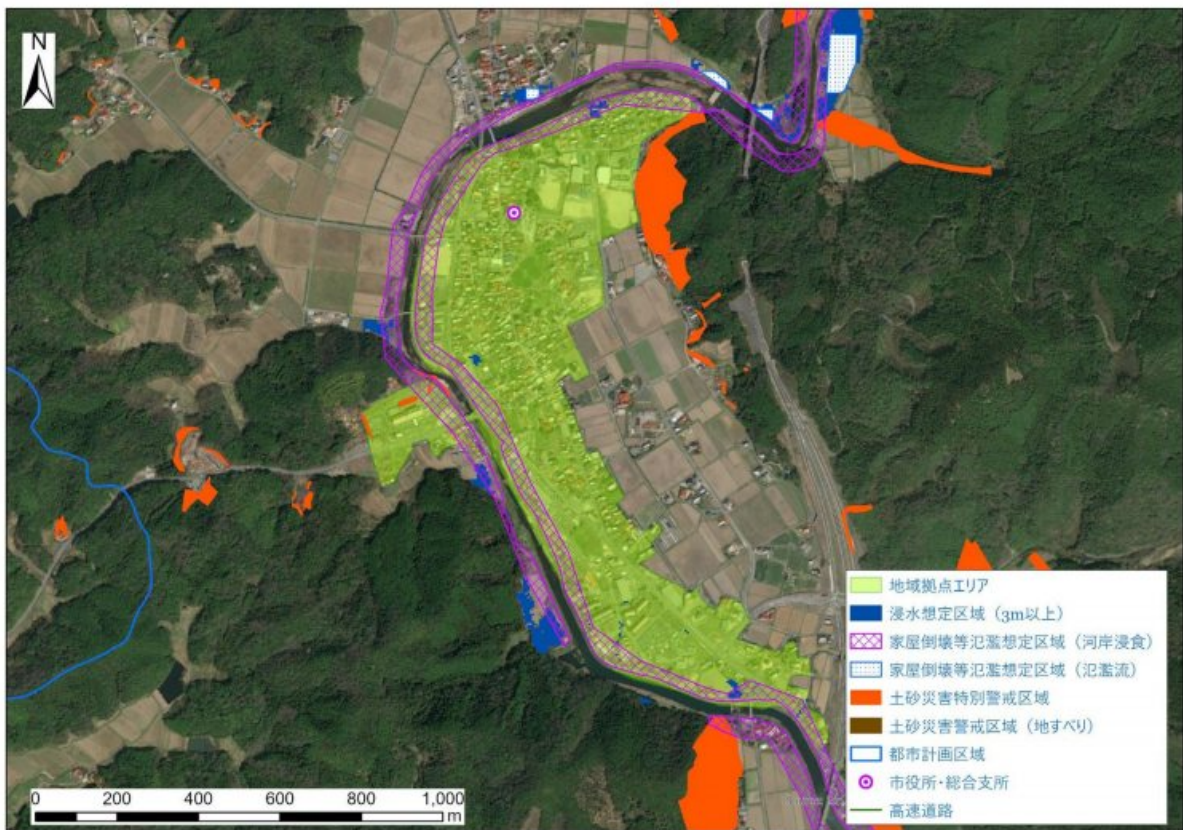 N
地域拠点エリア
浸水想定区域（3m以上）
家屋倒壊等氾濫想定区域（河岸浸食）
家屋倒壊等氾濫想定区域（氾濫流）
土砂災害特別警戒区域
土砂災害警戒区域（地すべり）
都市計画区域
市役所・総合支所
高速道路
0 200 400 600 800 1,000
m